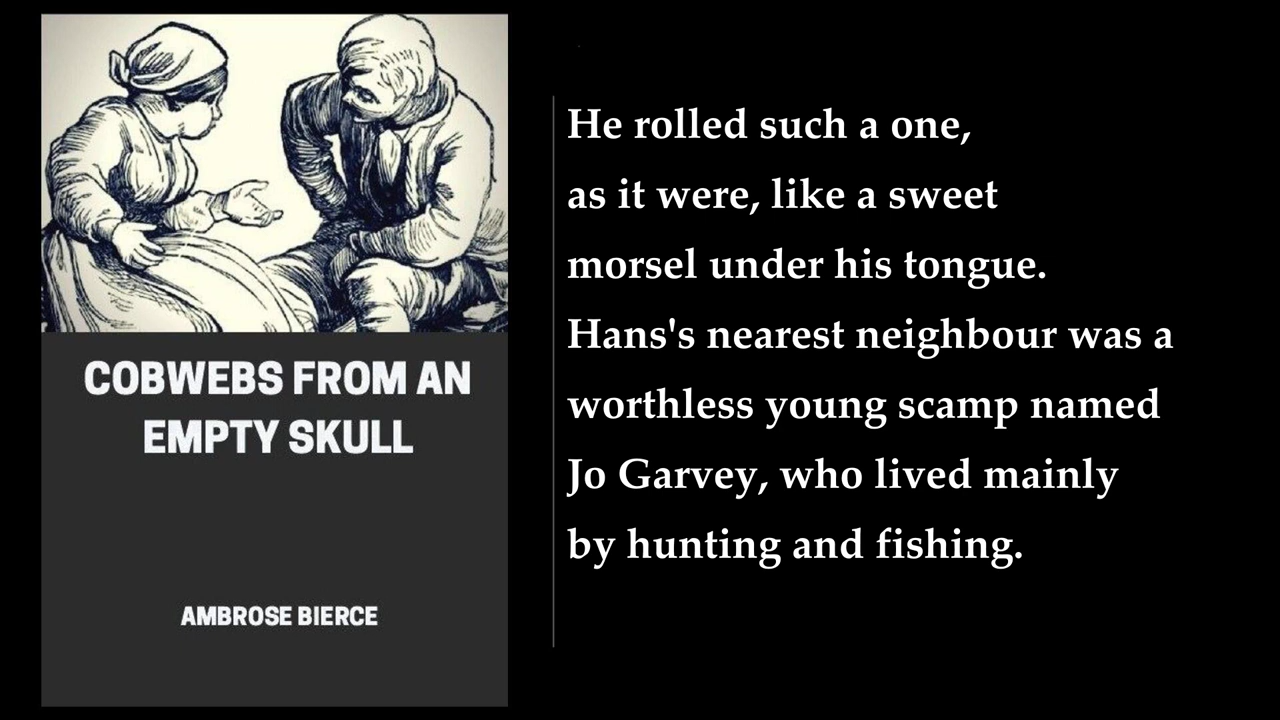 COBWEBS FROM AN
EMPTY SKULL
AMBROSE BIERCE
He rolled such a one,
as it were, like a sweet
morsel under his tongue.
Hans's nearest neighbour was a
worthless young scamp named
Jo Garvey, who lived mainly
by hunting and fishing.